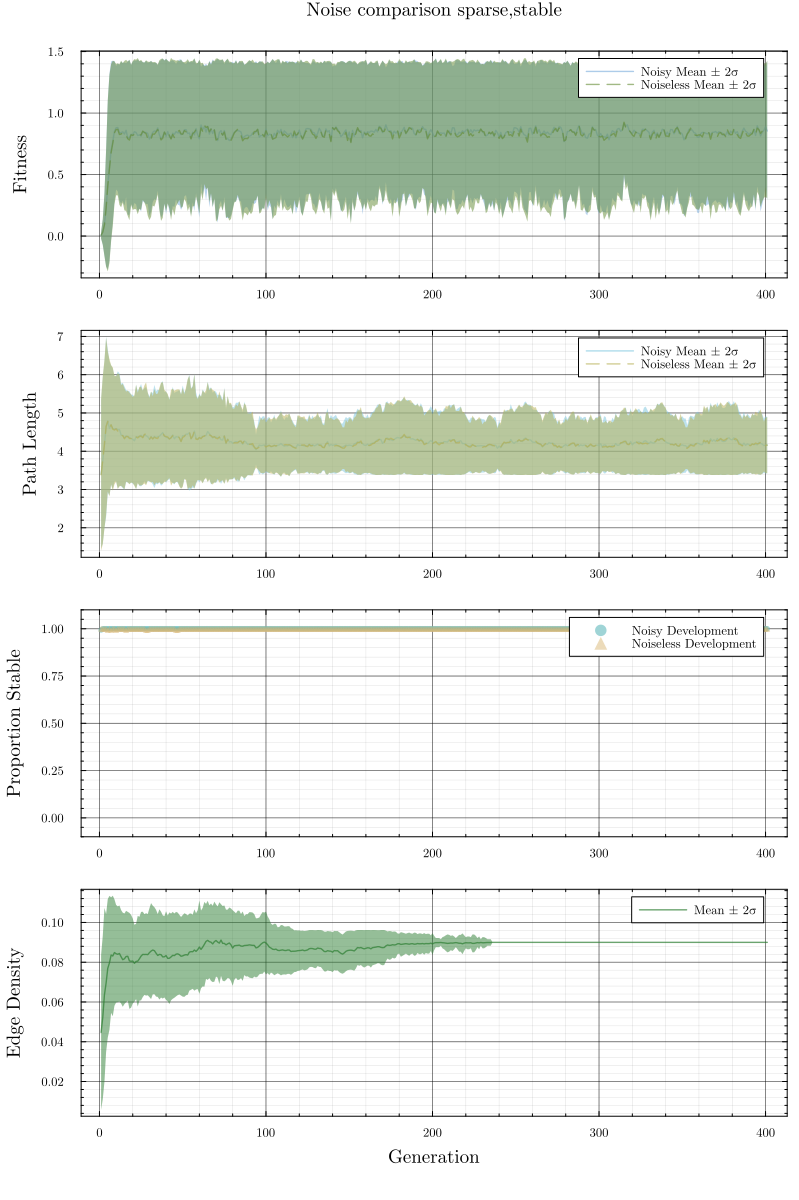 Noise comparison sparse,stable
1.5
1.0
0.5
0.0
Fitness
Noisy Mean ± 2σ
Noiseless Mean ± 2σ
0 100 200 300 400
7
6
5
4
3
2
Path Length
Noisy Mean ± 2σ
Noiseless Mean ± 2σ
0 100 200 300 400
1.00
0.75
0.50
0.25
0.00
Proportion Stable
Noisy Development
Noiseless Development
0 100 200 300 400
0.10
0.08
0.06
0.04
0.02
Edge Density
Mean ± 2σ
0 100 200 300 400
Generation